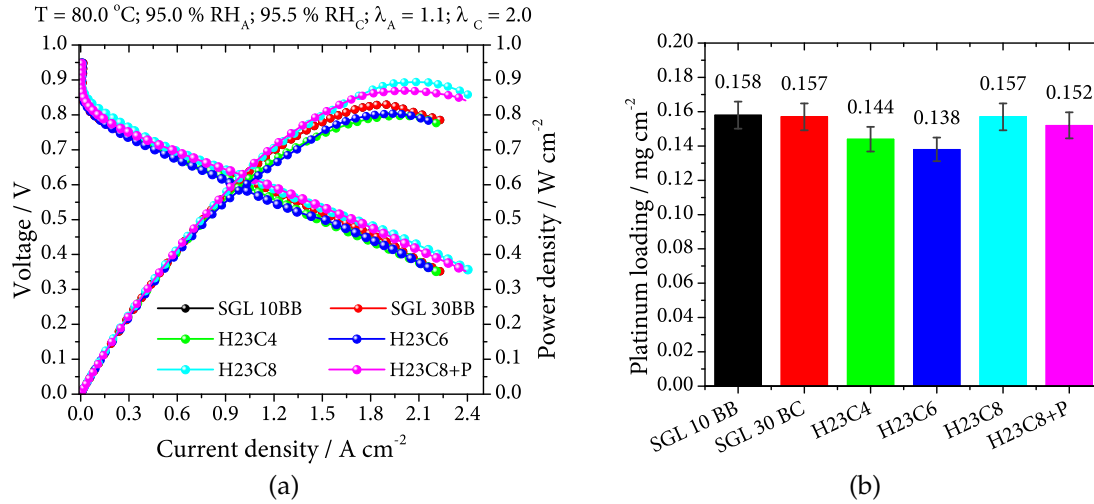 T = 80.0 °C; 95.0 % RH_A; 95.5 % RH_C; λ_A = 1.1; λ_C = 2.0
1.0
0.9
0.8
0.7
0.6
0.5
0.4
0.3
0.2
0.1
0.0
Voltage / V
SGL 10BB
SGL 30BB
H23C4
H23C6
H23C8
H23C8+P
1.0
0.9
0.8
0.7
0.6
0.5
0.4
0.3
0.2
0.1
0.0
Power density / W cm⁻²
0.0 0.3 0.6 0.9 1.2 1.5 1.8 2.1 2.4
Current density / A cm⁻²
(a)
0.20
0.18
0.16
0.14
0.12
0.10
0.08
0.06
0.04
0.02
0.00
Platinum loading / mg cm⁻²
0.158
0.157
0.144
0.138
0.157
0.152
SGL 10 BB
SGL 30 BC
H23C4
H23C6
H23C8
H23C8+P
(b)